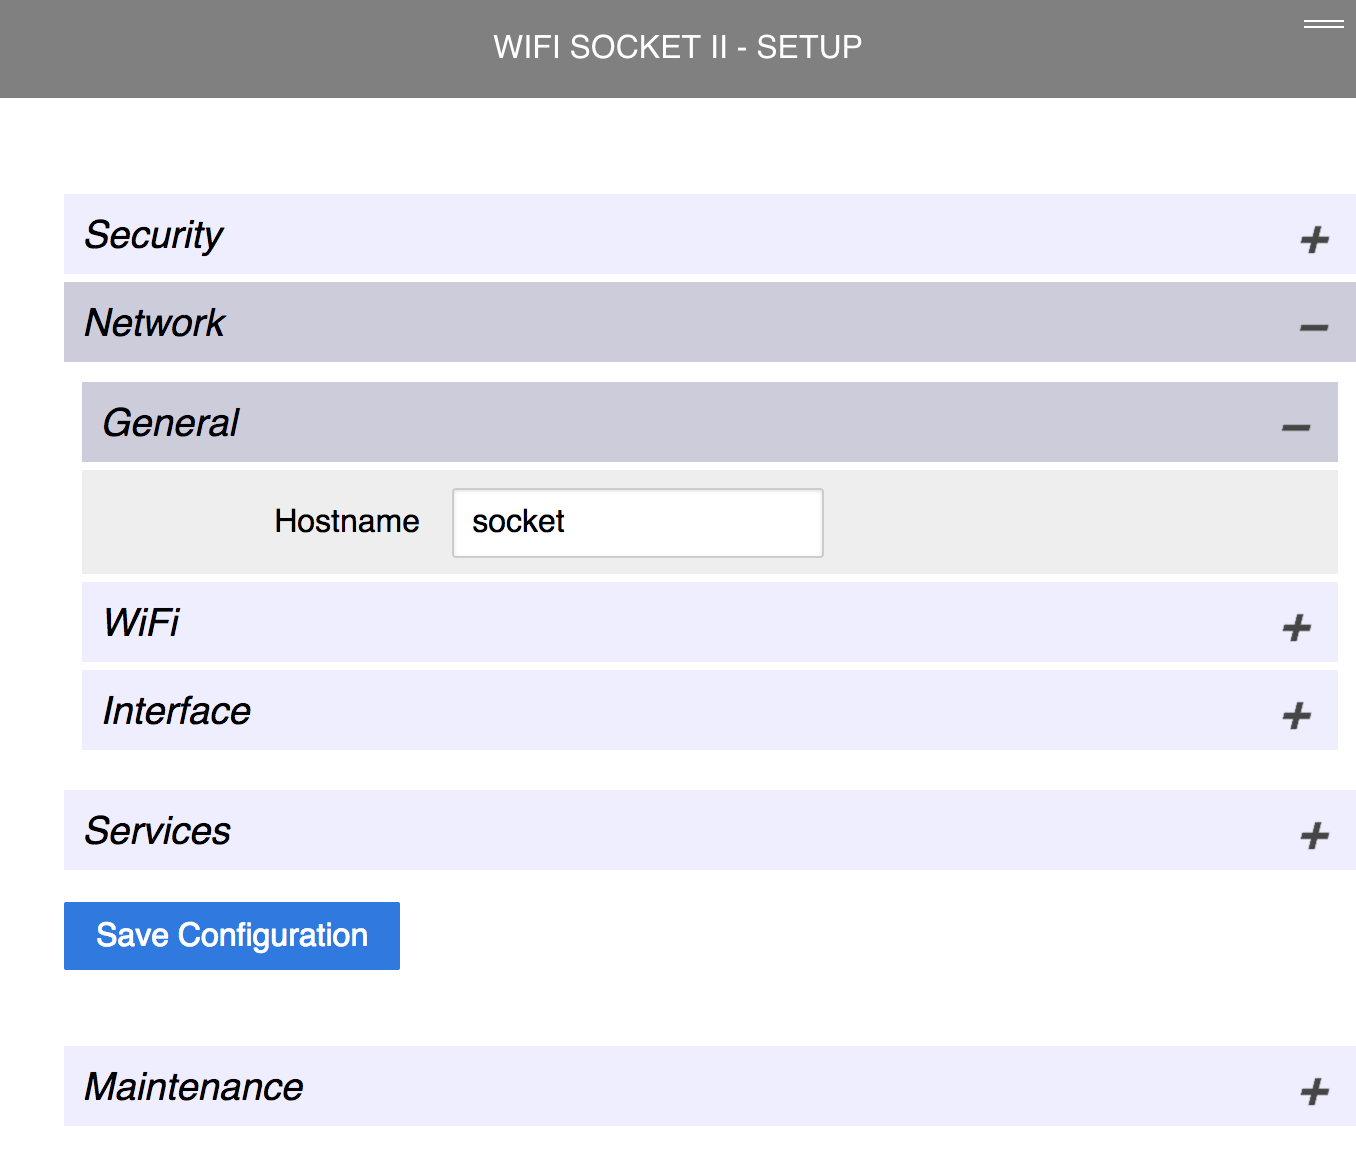 WIFI SOCKET II - SETUP
Security
Network
General
Hostname socket
WiFi
Interface
Services
Save Configuration
Maintenance